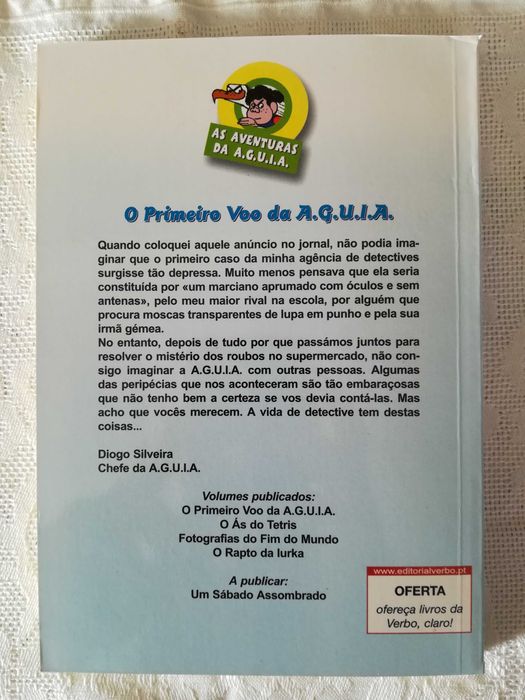 AS AVENTURAS
DA A.G.U.I.A.
O Primeiro Voo da A.G.U.I.A.
Quando coloquei aquele anúncio no jornal, não podia ima-
ginar que o primeiro caso da minha agência de detectives
surgisse tão depressa. Muito menos pensava que ela seria
constituída por «um marciano aprumado com óculos e sem
antenas», pelo meu maior rival na escola, por alguém que
procura moscas transparentes de lupa em punho e pela sua
irmã gémea.
No entanto, depois de tudo por que passámos juntos para
resolver o mistério dos roubos no supermercado, não con-
sigo imaginar a A.G.U.I.A. com outras pessoas. Algumas
das peripécias que nos aconteceram são tão embaraçosas
que não tenho bem a certeza se vos devia contá-las. Mas
acho que vocês merecem. A vida de detective tem destas
coisas...
Diogo Silveira
Chefe da A.G.U.I.A.
Volumes publicados:
O Primeiro Voo da A.G.U.I.A.
O Ás do Tetris
Fotografias do Fim do Mundo
O Rapto da Iurka
A publicar:
Um Sábado Assombrado
www.editorialverbo.pt
OFERTA
ofereça livros da
Verbo, claro!